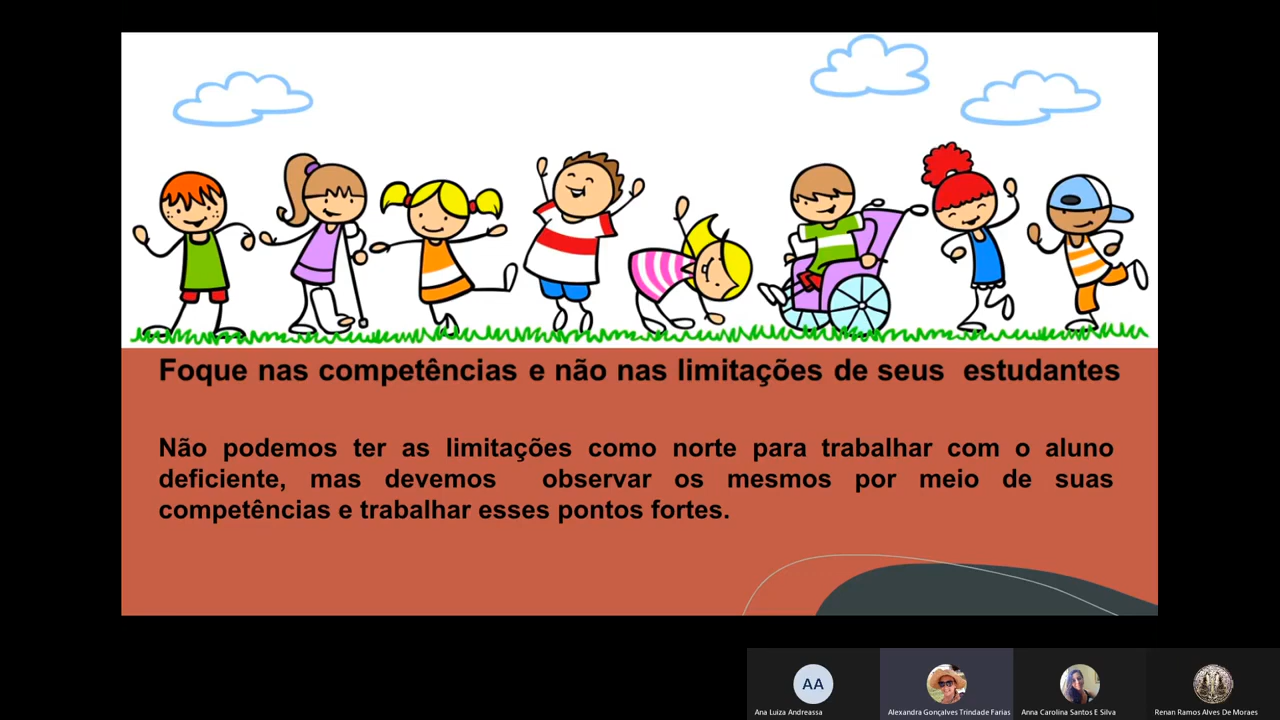 Foque nas competências e não nas limitações de seus estudantes
Não podemos ter as limitações como norte para trabalhar com o aluno
deficiente, mas devemos observar os mesmos por meio de suas
competências e trabalhar esses pontos fortes.
AA
Ana Luiza Andreassa
Alexandra Gonçalves Trindade Farias
Anna Carolina Santos E Silva
Renan Ramos Alves De Moraes